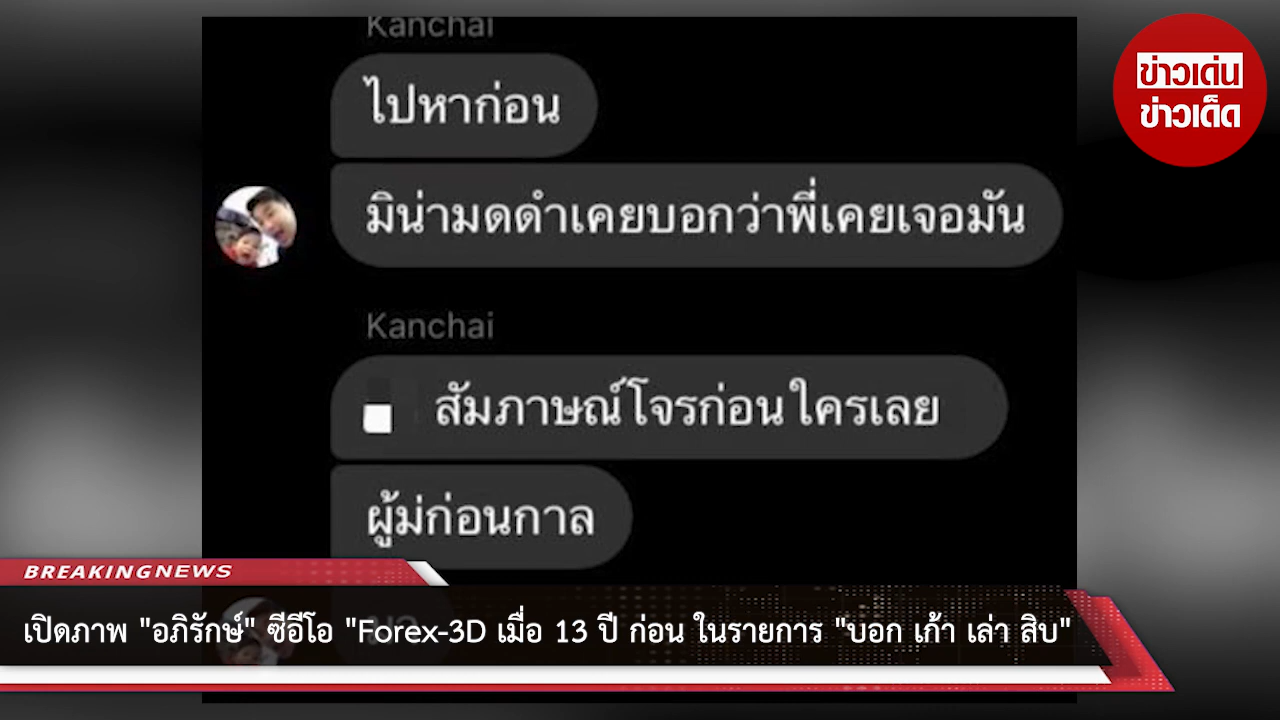 Kanchai
ไปหาก่อน
มิน่ามดดำเคยบอกว่าพี่เคยเจอมัน
Kanchai
สัมภาษณ์โจรก่อนใครเลย
ผู้ม่ก่อนกาล
ข่าวเด่น
ข่าวเด็ด
BREAKINGNEWS
เปิดภาพ "อภิรักษ์" ซีอีโอ "Forex-3D เมื่อ 13 ปี ก่อน ในรายการ "บอก เก้า เล่า สิบ"